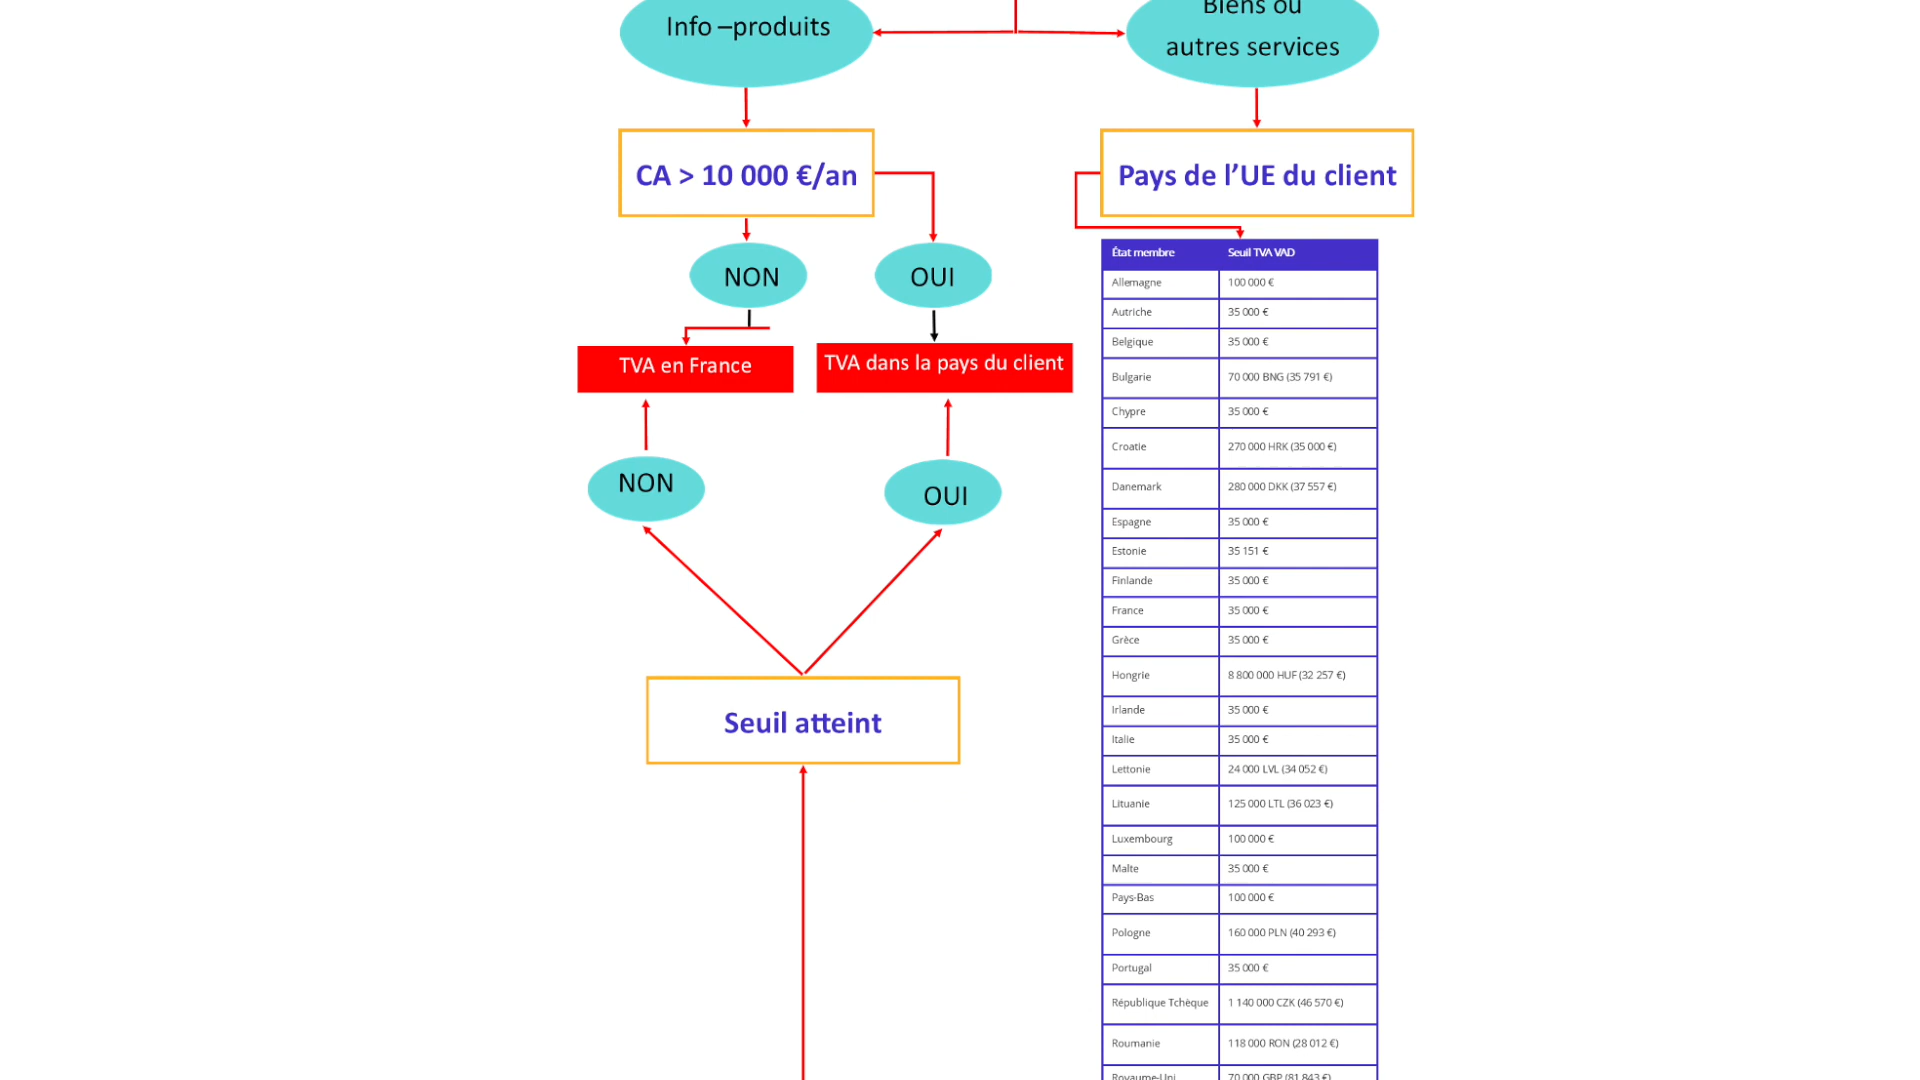 Info –produits
Biens ou
autres services
CA > 10 000 €/an
Pays de l’UE du client
NON
OUI
TVA en France
TVA dans la pays du client
NON
OUI
Seuil atteint
État membre Seuil TVA VAD
Allemagne 100 000 €
Autriche 35 000 €
Belgique 35 000 €
Bulgarie 70 000 BNG (35 791 €)
Chypre 35 000 €
Croatie 270 000 HRK (35 000 €)
Danemark 280 000 DKK (37 557 €)
Espagne 35 000 €
Estonie 35 151 €
Finlande 35 000 €
France 35 000 €
Grèce 35 000 €
Hongrie 8 800 000 HUF (32 257 €)
Irlande 35 000 €
Italie 35 000 €
Lettonie 24 000 LVL (34 052 €)
Lituanie 125 000 LTL (36 023 €)
Luxembourg 100 000 €
Malte 35 000 €
Pays-Bas 100 000 €
Pologne 160 000 PLN (40 293 €)
Portugal 35 000 €
République Tchèque 1 140 000 CZK (46 570 €)
Roumanie 118 000 RON (28 012 €)
Royaume-Uni 70 000 GBP (81 843 €)